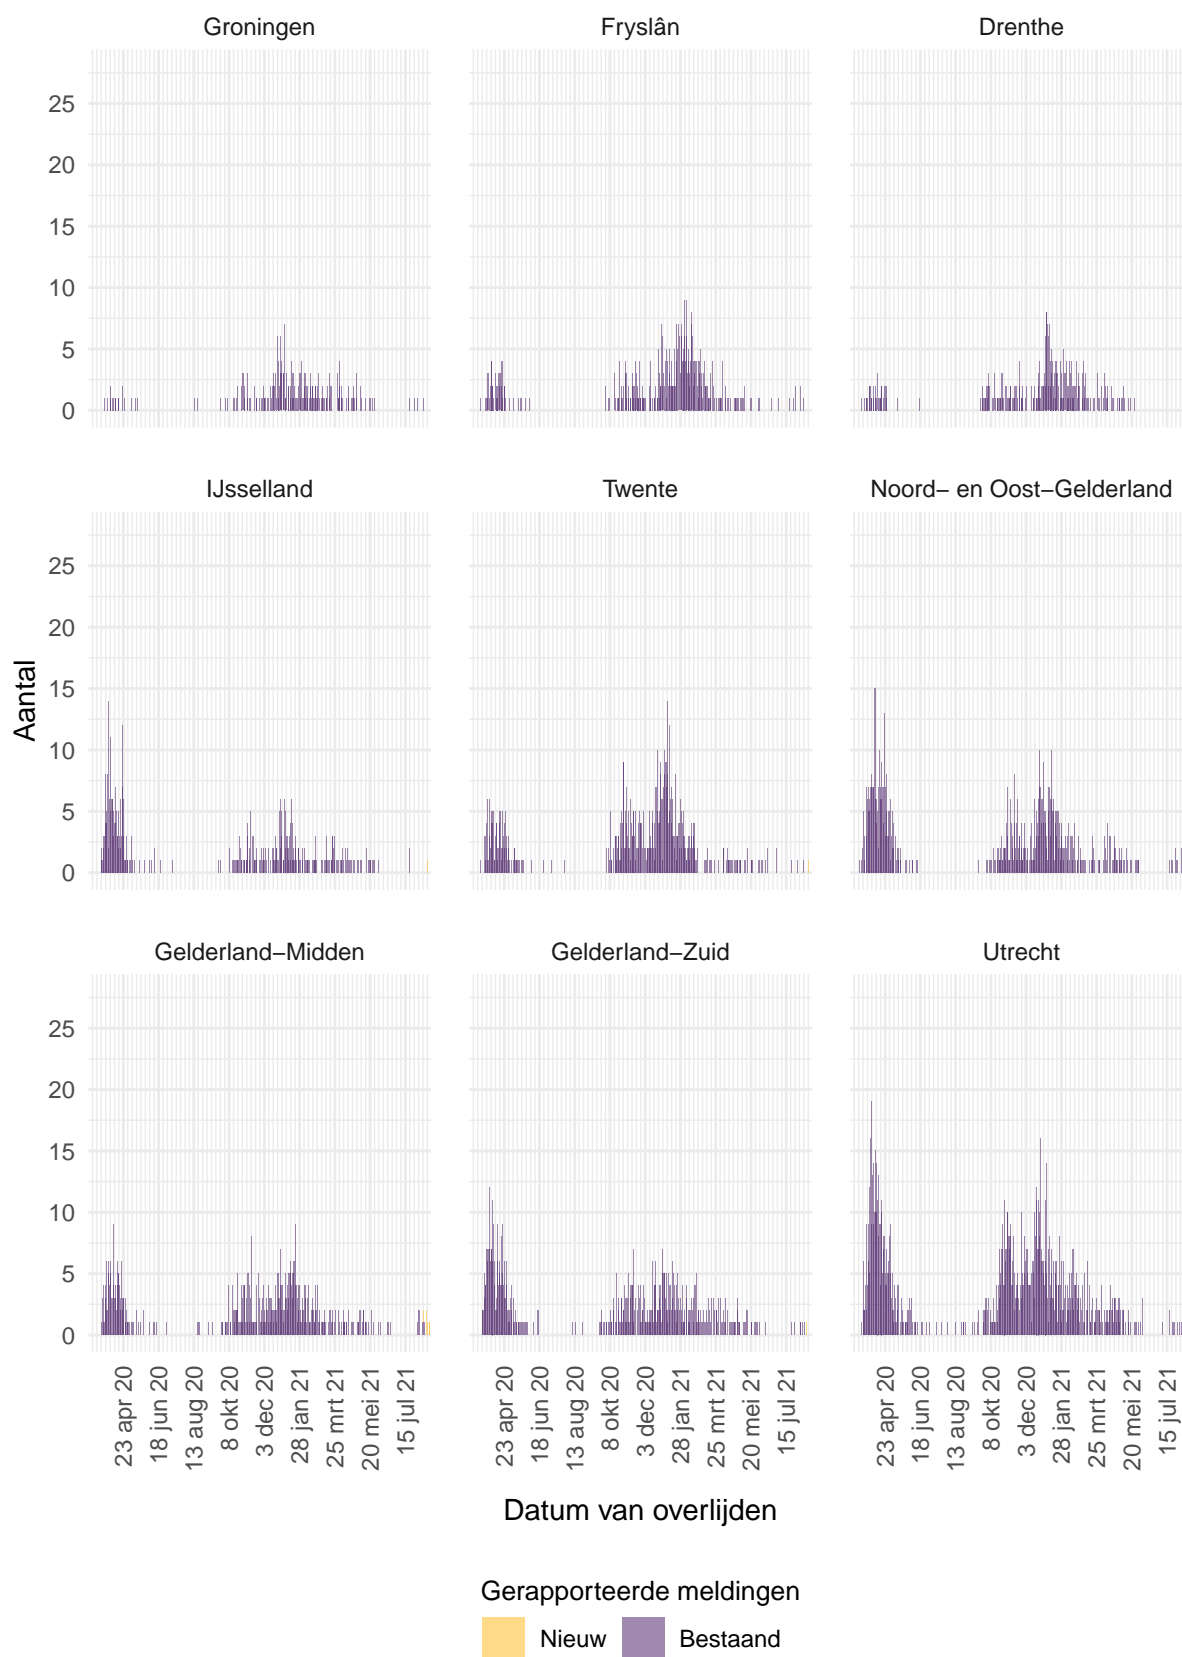 Groningen
Fryslân
Drenthe
25
20
15
10
5
0
IJsselland
Twente
Noord− en Oost−Gelderland
25
20
15
10
5
0
Aantal
Gelderland−Midden
Gelderland−Zuid
Utrecht
25
20
15
10
5
0
23 apr 20
18 jun 20
13 aug 20
8 okt 20
3 dec 20
28 jan 21
25 mrt 21
20 mei 21
15 jul 21
23 apr 20
18 jun 20
13 aug 20
8 okt 20
3 dec 20
28 jan 21
25 mrt 21
20 mei 21
15 jul 21
23 apr 20
18 jun 20
13 aug 20
8 okt 20
3 dec 20
28 jan 21
25 mrt 21
20 mei 21
15 jul 21
Datum van overlijden
Gerapporteerde meldingen
Nieuw
Bestaand